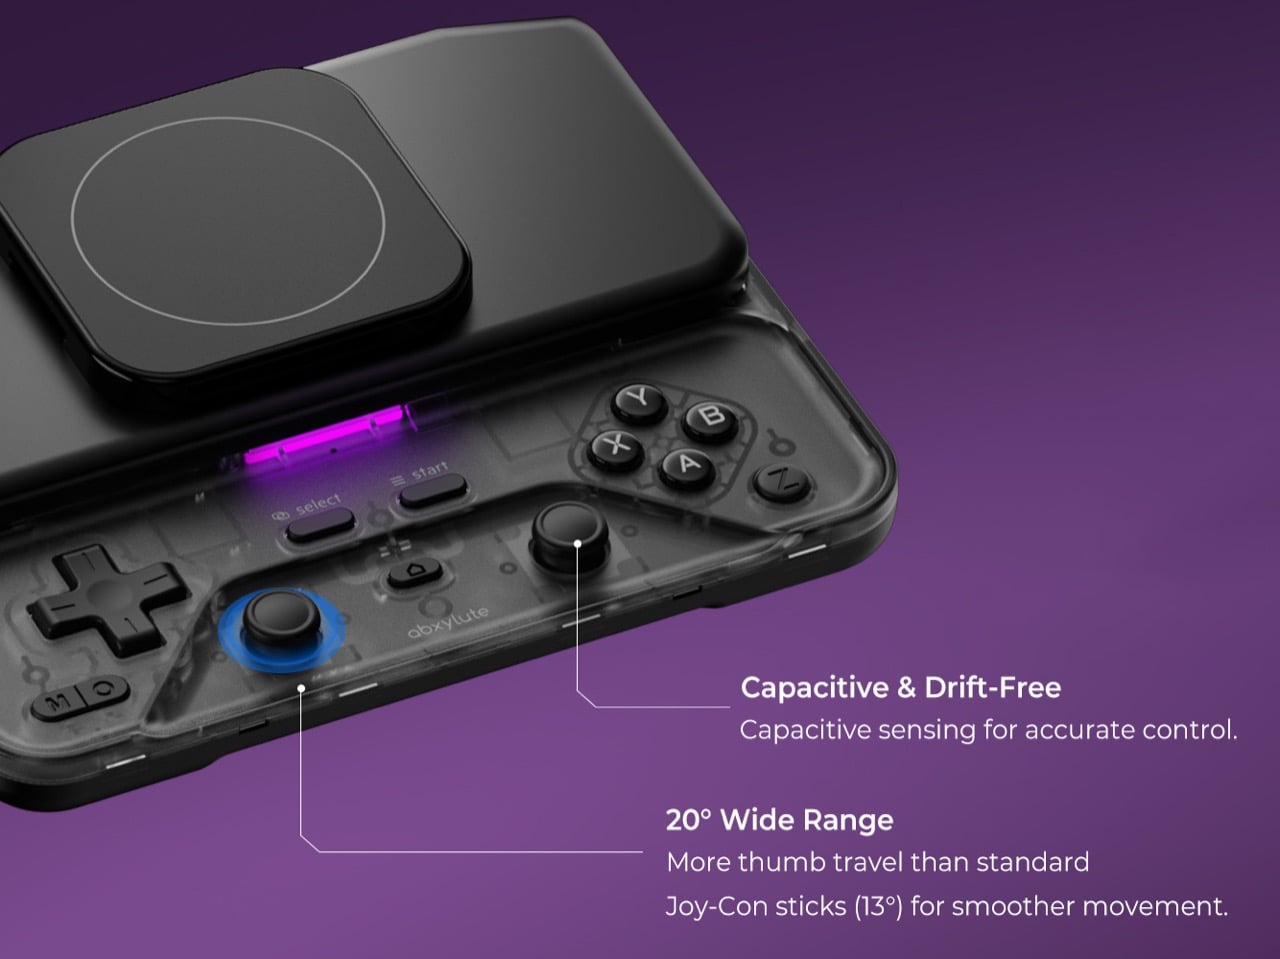 Y
B
X
A
Z
start
select
abxylute
M
Capacitive & Drift-Free
Capacitive sensing for accurate control.
20° Wide Range
More thumb travel than standard
Joy-Con sticks (13°) for smoother movement.